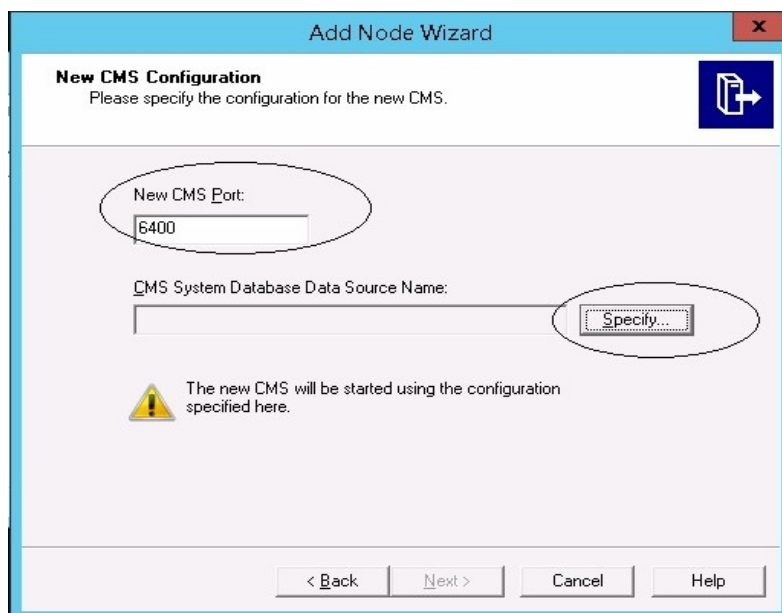 Add Node Wizard
x
New CMS Configuration
Please specify the configuration for the new CMS.
New CMS Port:
6400
CMS System Database Data Source Name:
Specify...
The new CMS will be started using the configuration
specified here.
< Back
Next >
Cancel
Help